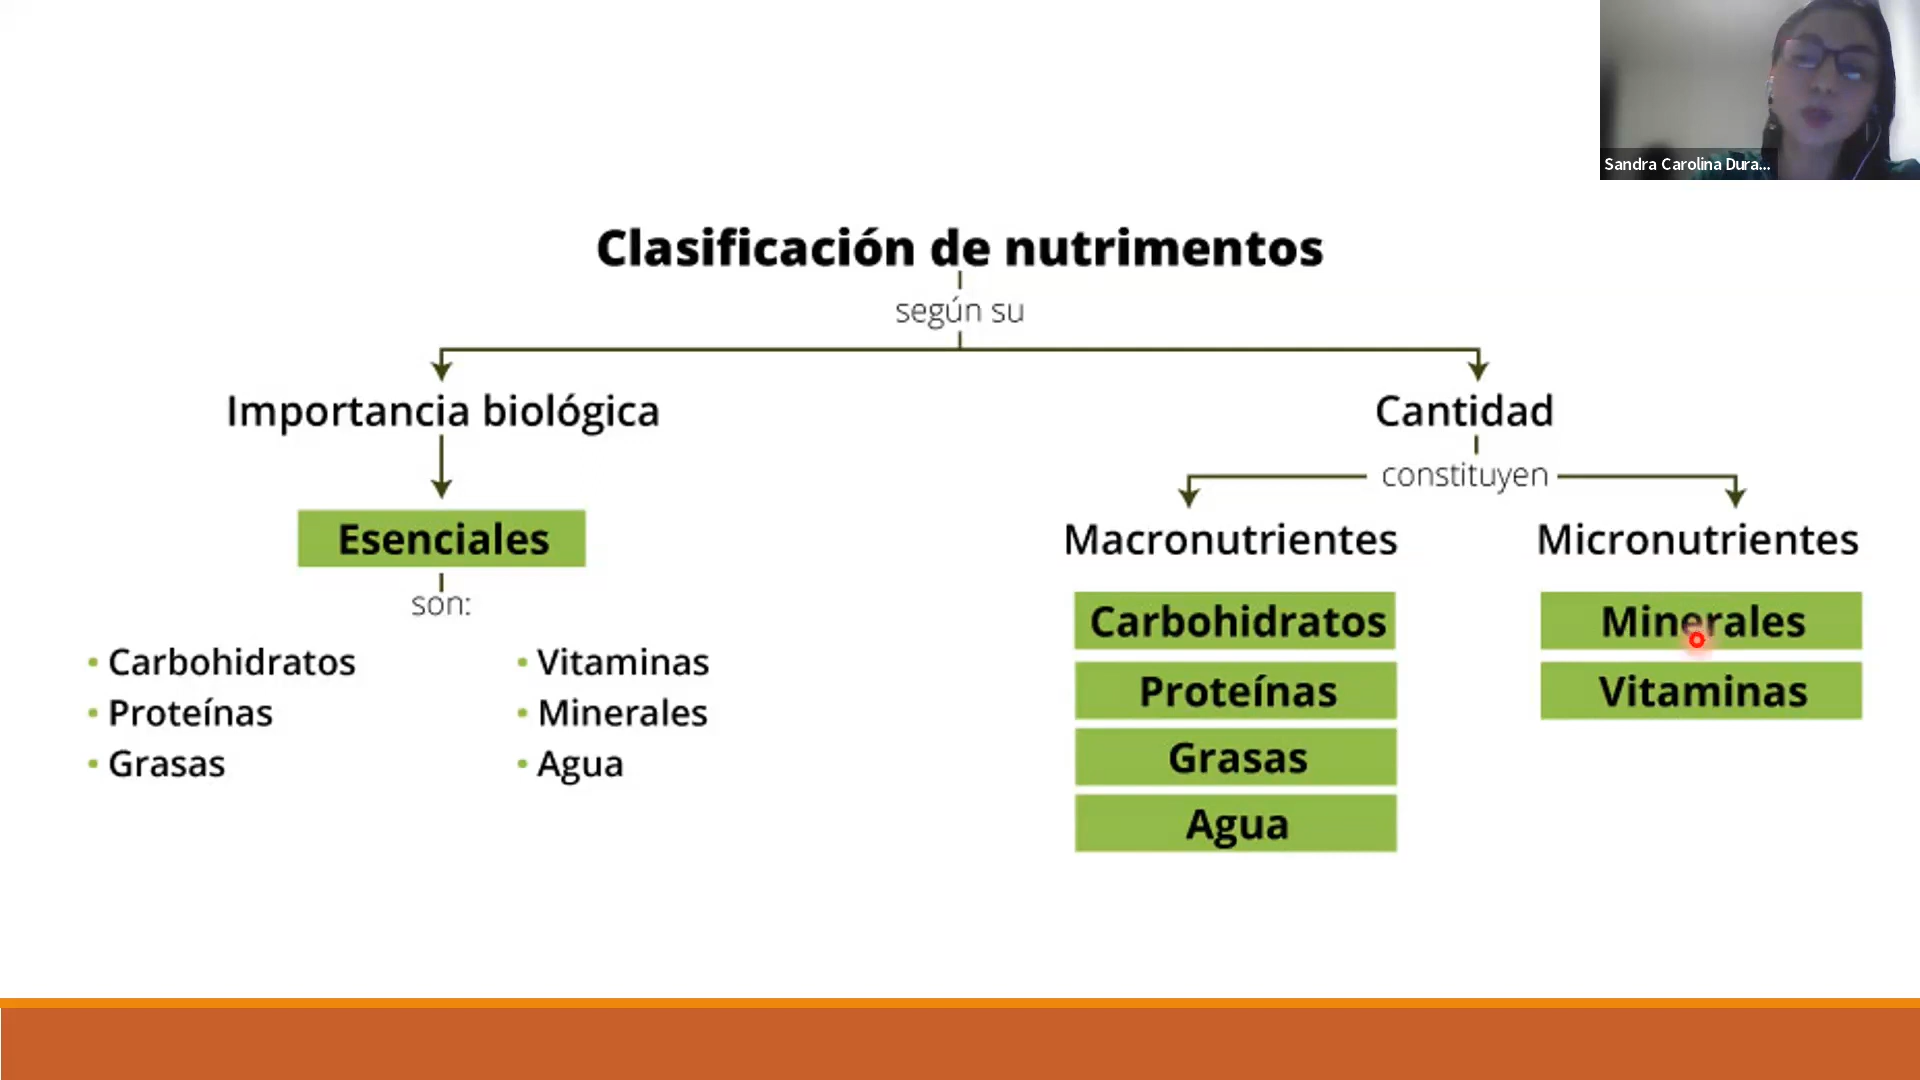 Sandra Carolina Dura...
Clasificación de nutrimentos
según su
Importancia biológica
Esenciales
son:
• Carbohidratos
• Proteínas
• Grasas
• Vitaminas
• Minerales
• Agua
Cantidad
constituyen
Macronutrientes
Carbohidratos
Proteínas
Grasas
Agua
Micronutrientes
Minerales
Vitaminas